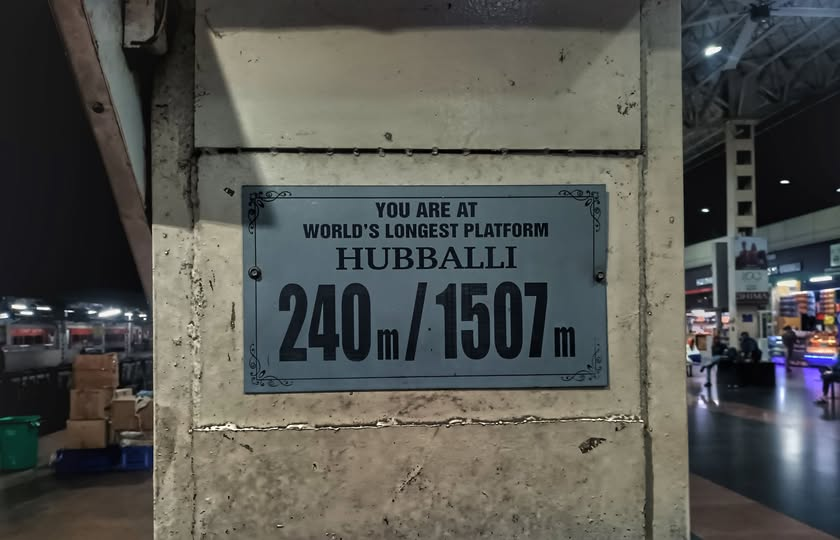 YOU ARE AT
WORLD'S LONGEST PLATFORM
HUBBALLI
240m/1507m